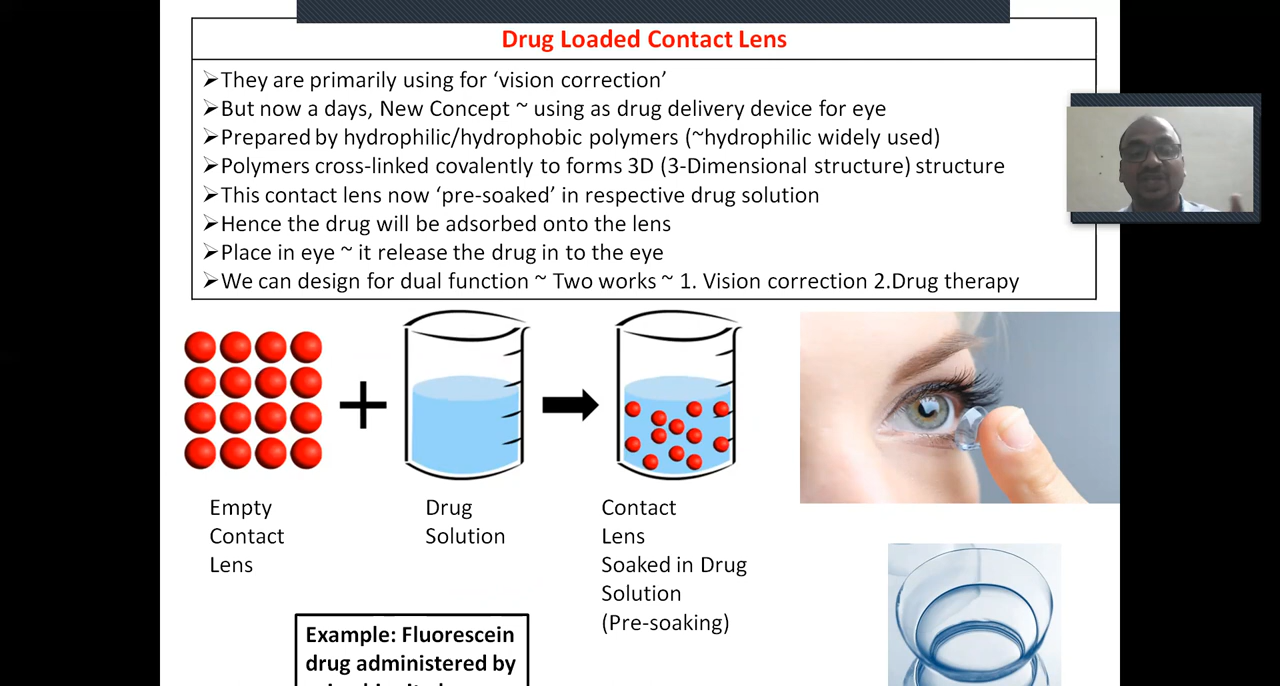 Drug Loaded Contact Lens
➢They are primarily using for ‘vision correction’
➢But now a days, New Concept ~ using as drug delivery device for eye
➢Prepared by hydrophilic/hydrophobic polymers (~hydrophilic widely used)
➢Polymers cross-linked covalently to forms 3D (3-Dimensional structure) structure
➢This contact lens now ‘pre-soaked’ in respective drug solution
➢Hence the drug will be adsorbed onto the lens
➢Place in eye ~ it release the drug in to the eye
➢We can design for dual function ~ Two works ~ 1. Vision correction 2.Drug therapy
Empty
Contact
Lens
Drug
Solution
Contact
Lens
Soaked in Drug
Solution
(Pre-soaking)
Example: Fluorescein
drug administered by